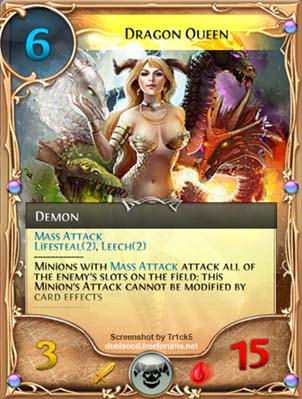 6
Dragon Queen
Demon
Mass Attack
Lifesteal(2), Leech(2)
Minions with Mass Attack attack all of
the enemy's slots on the field; this
Minion's Attack cannot be modified by
card effects
Screenshot by Tr1ck5
duelsocd.freeforums.net
3
15